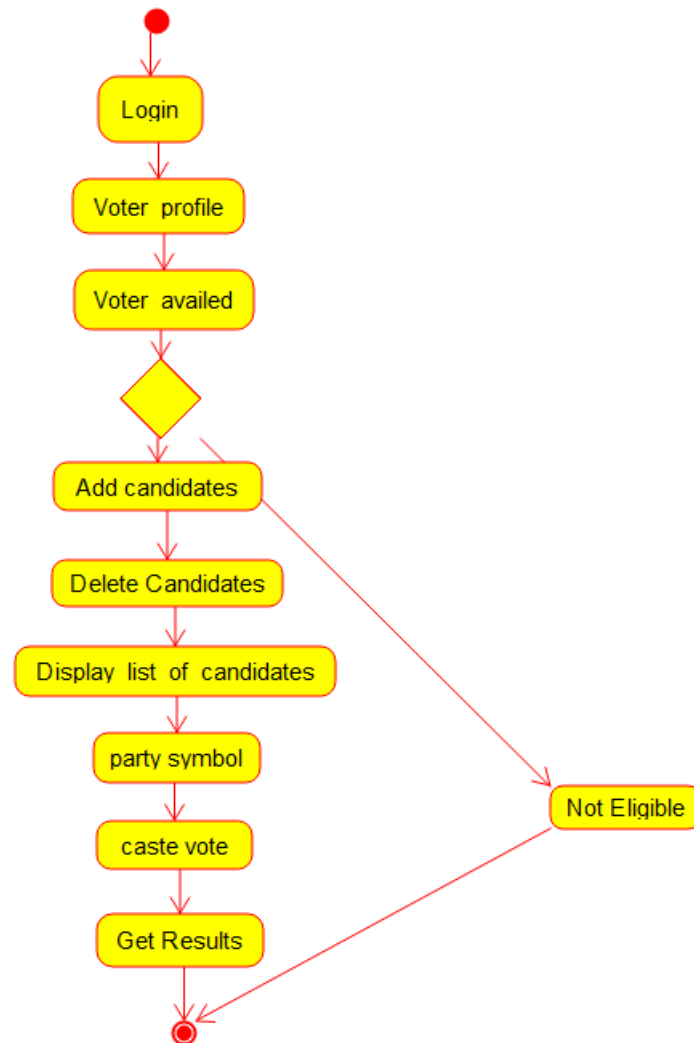 Login
Voter profile
Voter availed
Add candidates
Delete Candidates
Display list of candidates
party symbol
Not Eligible
caste vote
Get Results